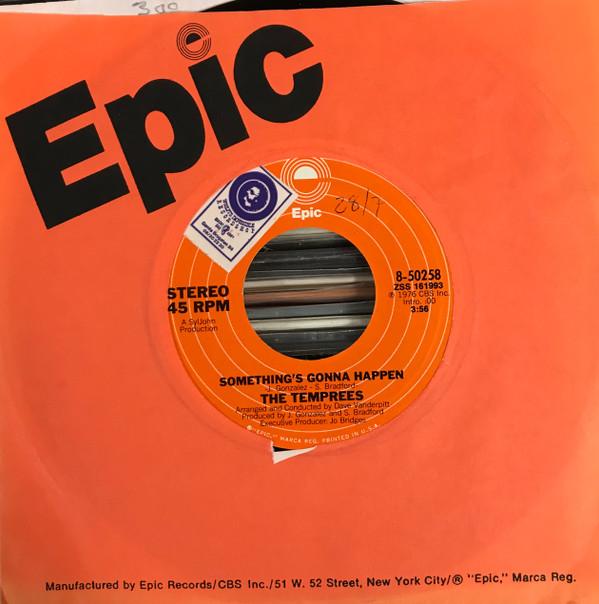 300
Epic
Epic
28/7
8-50258
ZSS 161993
℗ 1976 CBS Inc.
Intro. :00
3:56
STEREO
45 RPM
A SylJohn
Production
SOMETHING'S GONNA HAPPEN
J. Gonzalez - S. Bradford
THE TEMPREES
Arranged and Conducted by Dave Vanderpitt
Produced by J. Gonzalez and S. Bradford
Executive Producer: Jo Bridges
® "EPIC," MARCA REG. PRINTED IN U.S.A.
Manufactured by Epic Records/CBS Inc./51 W. 52 Street, New York City/® "Epic," Marca Reg.